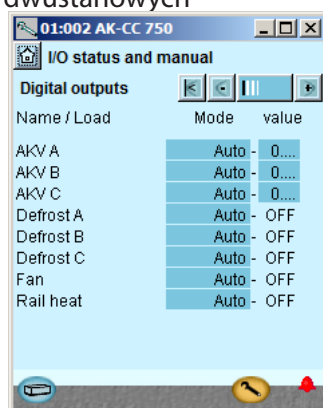 dwustanowych
01:002 AK-CC 750
I/O status and manual
Digital outputs
Name / Load Mode value
AKV A Auto - 0....
AKV B Auto - 0....
AKV C Auto - 0....
Defrost A Auto - OFF
Defrost B Auto - OFF
Defrost C Auto - OFF
Fan Auto - OFF
Rail heat Auto - OFF